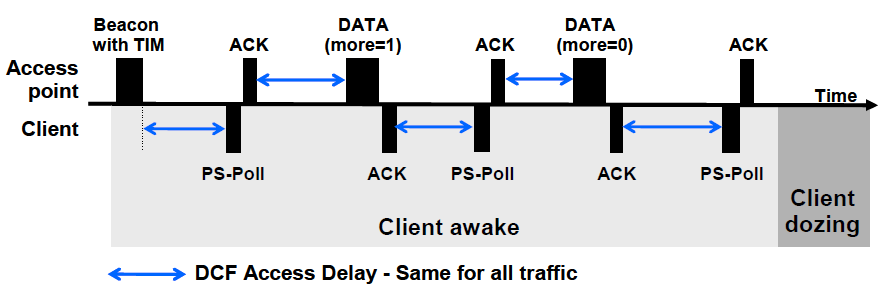 Beacon
with TIM
ACK
DATA
(more=1)
ACK
DATA
(more=0)
ACK
Access
point
Time
Client
PS-Poll
ACK
PS-Poll
ACK
PS-Poll
Client awake
Client
dozing
DCF Access Delay - Same for all traffic